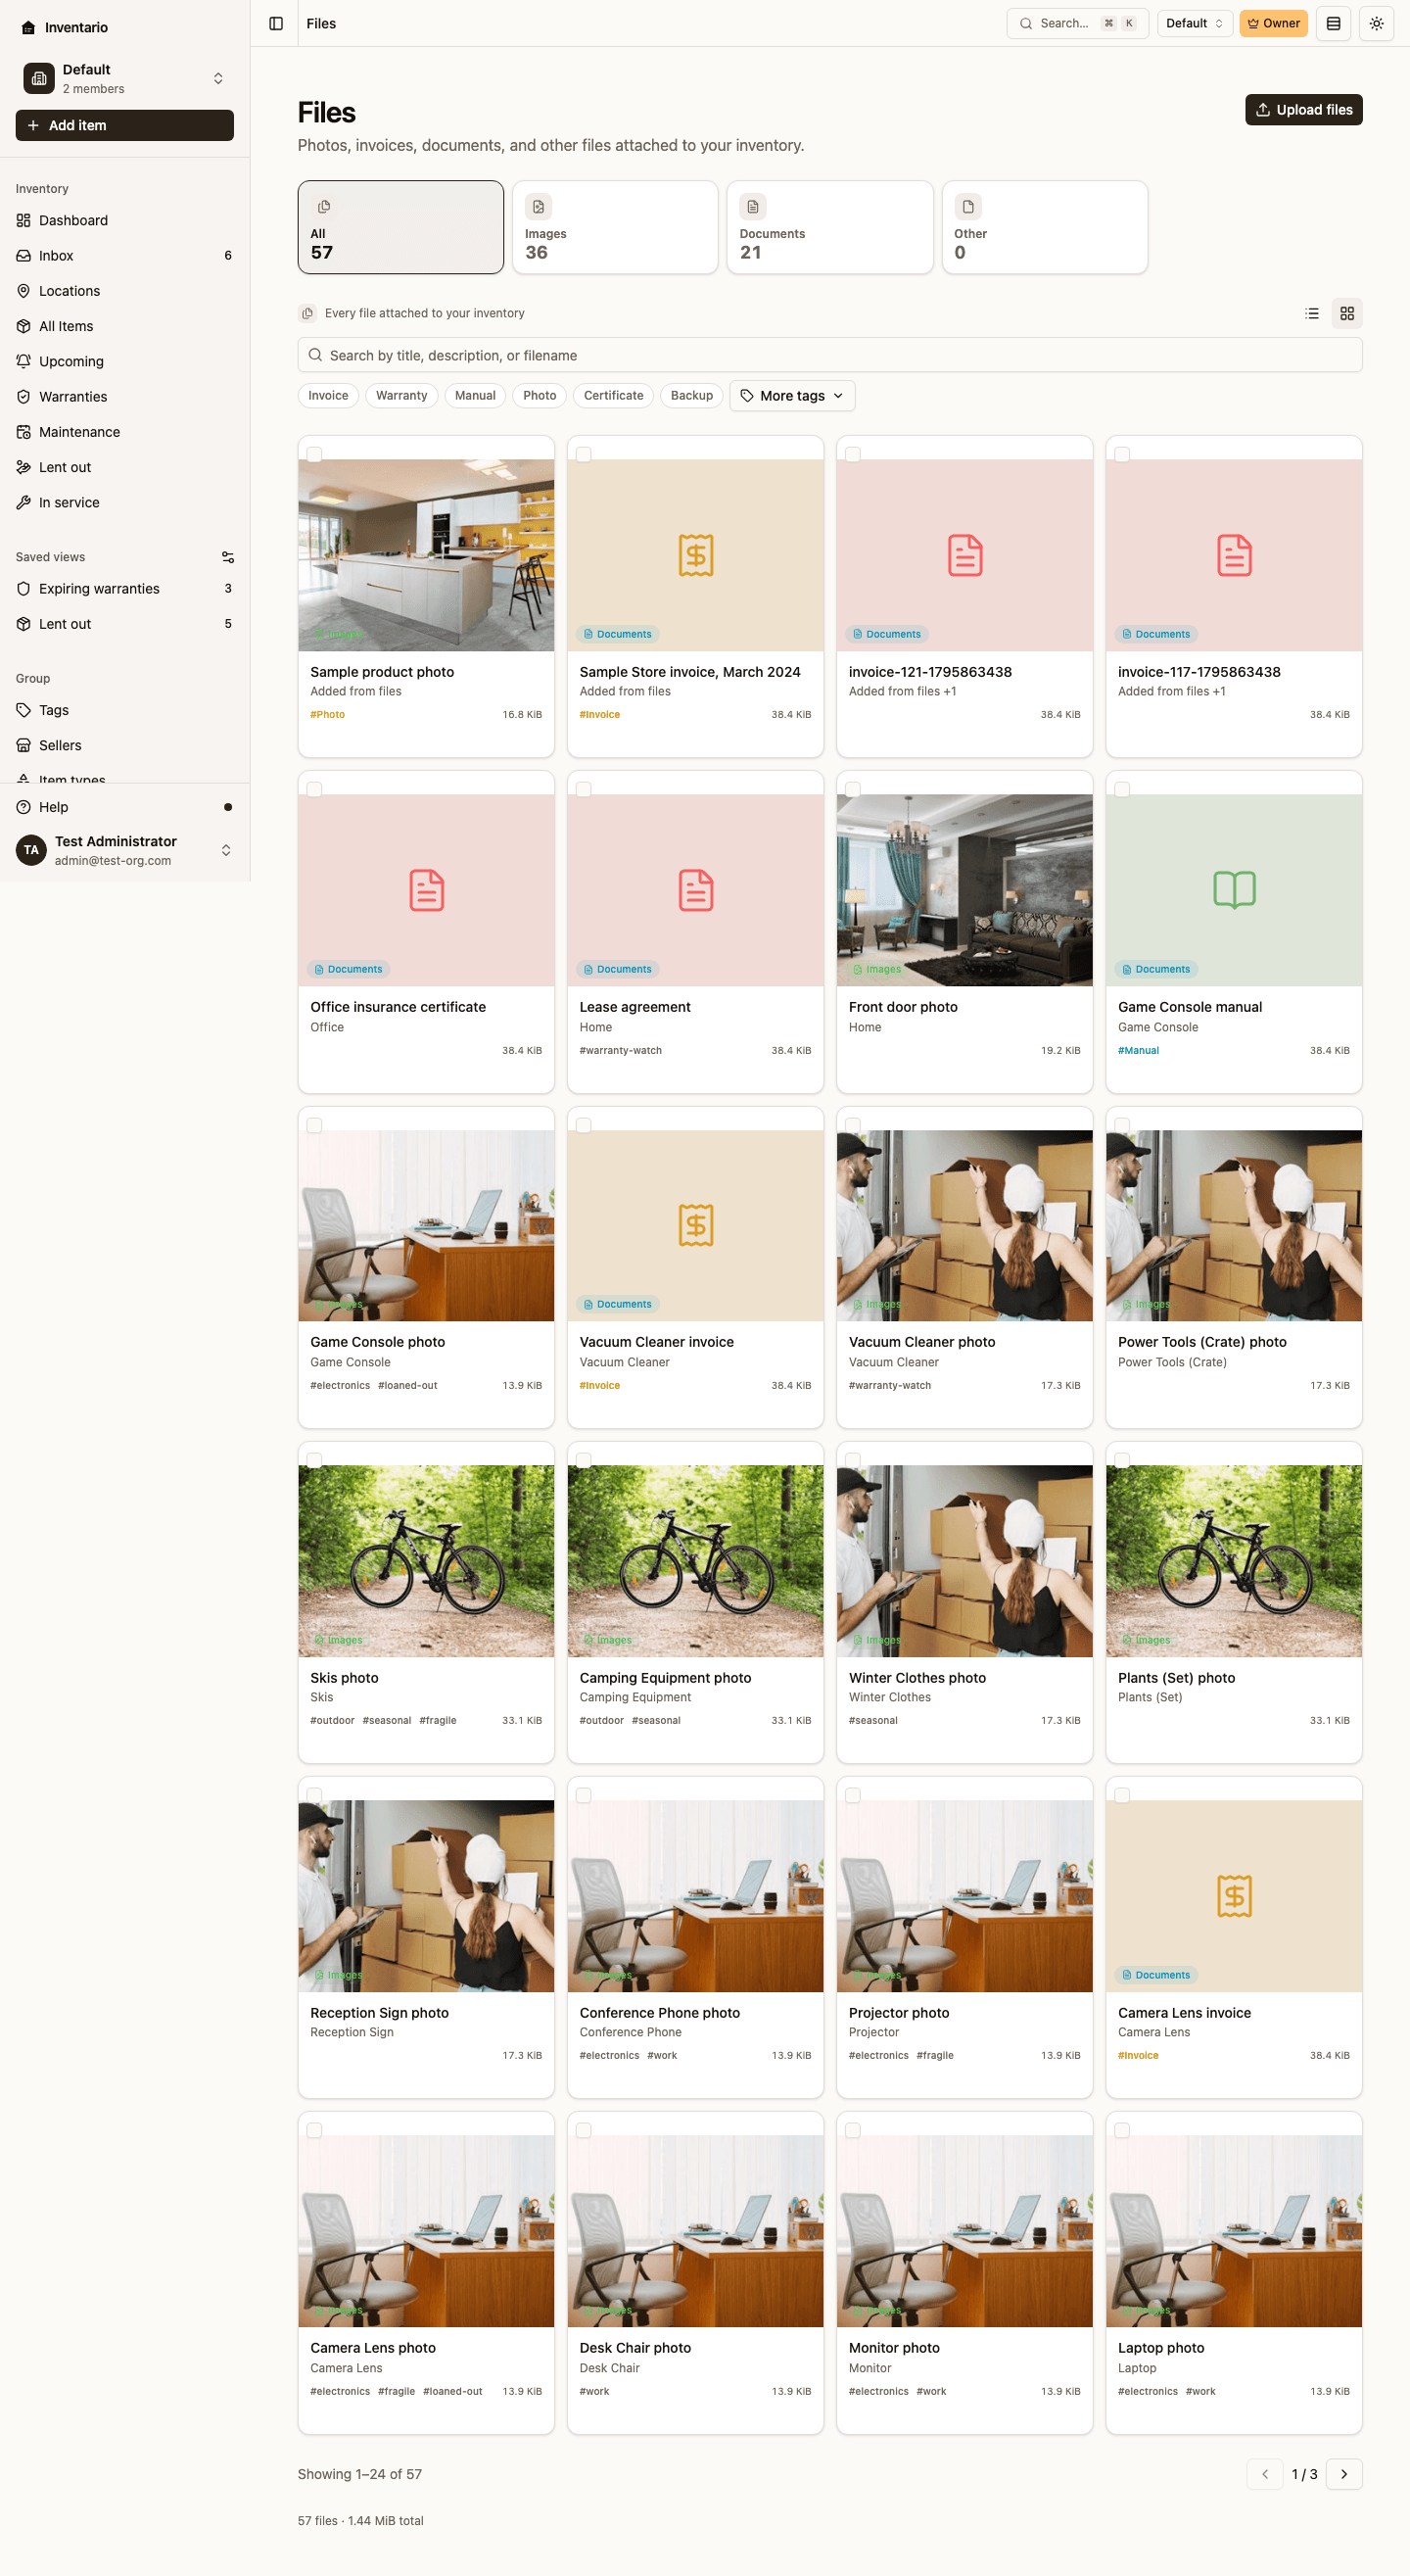 Inventario
Default
2 members
Add item
Inventory
Dashboard
Inbox 6
Locations
All Items
Upcoming
Warranties
Maintenance
Lent out
In service
Saved views
Expiring warranties 3
Lent out 5
Group
Tags
Sellers
Item types
Help
TA
Test Administrator
admin@test-org.com
Files
Search... ⌘ K
Default
Owner
Files
Upload files
Photos, invoices, documents, and other files attached to your inventory.
All
57
Images
36
Documents
21
Other
0
Every file attached to your inventory
Search by title, description, or filename
Invoice Warranty Manual Photo Certificate Backup More tags
Images
Sample product photo
Added from files
#Photo 16.8 KiB
Documents
Sample Store invoice, March 2024
Added from files
#Invoice 38.4 KiB
Documents
invoice-121-1795863438
Added from files +1
38.4 KiB
Documents
invoice-117-1795863438
Added from files +1
38.4 KiB
Documents
Office insurance certificate
Office
38.4 KiB
Documents
Lease agreement
Home
#warranty-watch 38.4 KiB
Images
Front door photo
Home
19.2 KiB
Documents
Game Console manual
Game Console
#Manual 38.4 KiB
Images
Game Console photo
Game Console
#electronics #loaned-out 13.9 KiB
Documents
Vacuum Cleaner invoice
Vacuum Cleaner
#Invoice 38.4 KiB
Images
Vacuum Cleaner photo
Vacuum Cleaner
#warranty-watch 17.3 KiB
Images
Power Tools (Crate) photo
Power Tools (Crate)
17.3 KiB
Images
Skis photo
Skis
#outdoor #seasonal #fragile 33.1 KiB
Images
Camping Equipment photo
Camping Equipment
#outdoor #seasonal 33.1 KiB
Images
Winter Clothes photo
Winter Clothes
#seasonal 17.3 KiB
Images
Plants (Set) photo
Plants (Set)
33.1 KiB
Images
Reception Sign photo
Reception Sign
17.3 KiB
Images
Conference Phone photo
Conference Phone
#electronics #work 13.9 KiB
Images
Projector photo
Projector
#electronics #fragile 13.9 KiB
Documents
Camera Lens invoice
Camera Lens
#Invoice 38.4 KiB
Images
Camera Lens photo
Camera Lens
#electronics #fragile #loaned-out 13.9 KiB
Images
Desk Chair photo
Desk Chair
#work 13.9 KiB
Images
Monitor photo
Monitor
#electronics #work 13.9 KiB
Images
Laptop photo
Laptop
#electronics #work 13.9 KiB
Showing 1–24 of 57
1 / 3
57 files · 1.44 MiB total